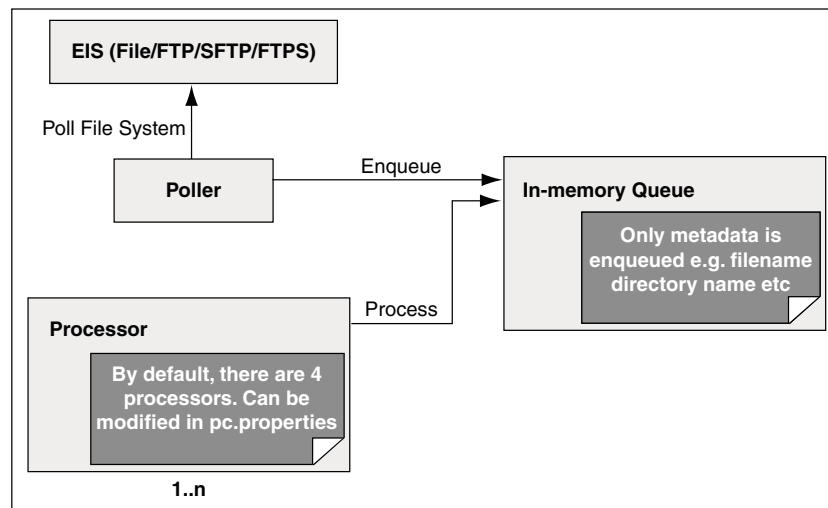 EIS (File/FTP/SFTP/FTPS)
Poll File System
Poller
Enqueue
In-memory Queue
Only metadata is
enqueued e.g. filename
directory name etc
Process
Processor
By default, there are 4
processors. Can be
modified in pc.properties
1..n